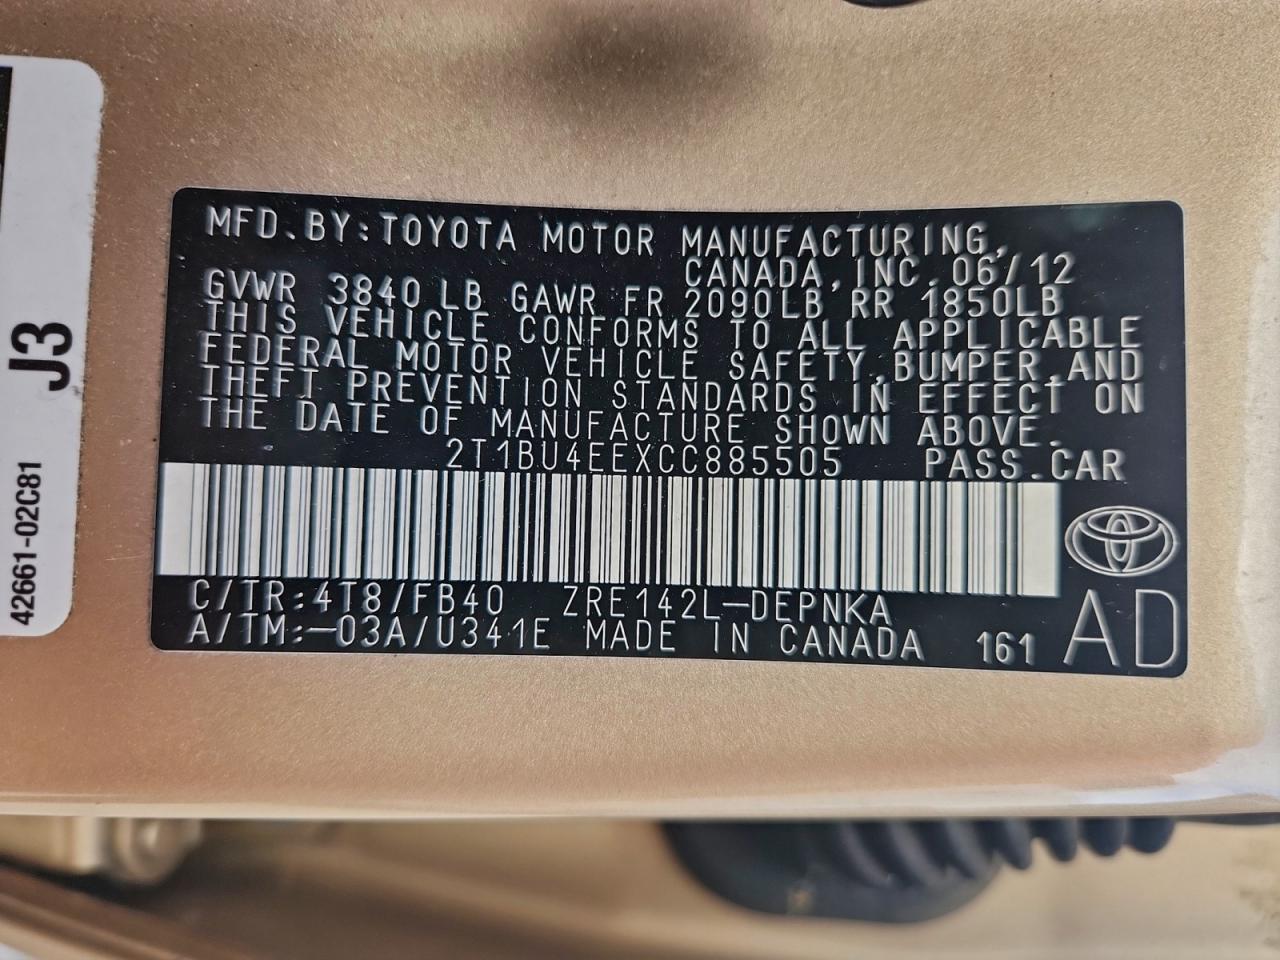 MFD.BY:TOYOTA MOTOR MANUFACTURING,
CANADA,INC.06/12
GVWR 3840LB GAWR FR 2090LB RR 1850LB
THIS VEHICLE CONFORMS TO ALL APPLICABLE
FEDERAL MOTOR VEHICLE SAFETY,BUMPER,AND
THEFT PREVENTION STANDARDS IN EFFECT ON
THE DATE OF MANUFACTURE SHOWN ABOVE.
2T1BU4EEXCC885505 PASS.CAR
C/TR:4T8/FB40 ZRE142L-DEPNKA
A/TM:-03A/U341E MADE IN CANADA 161
AD
J3
42661-02C81